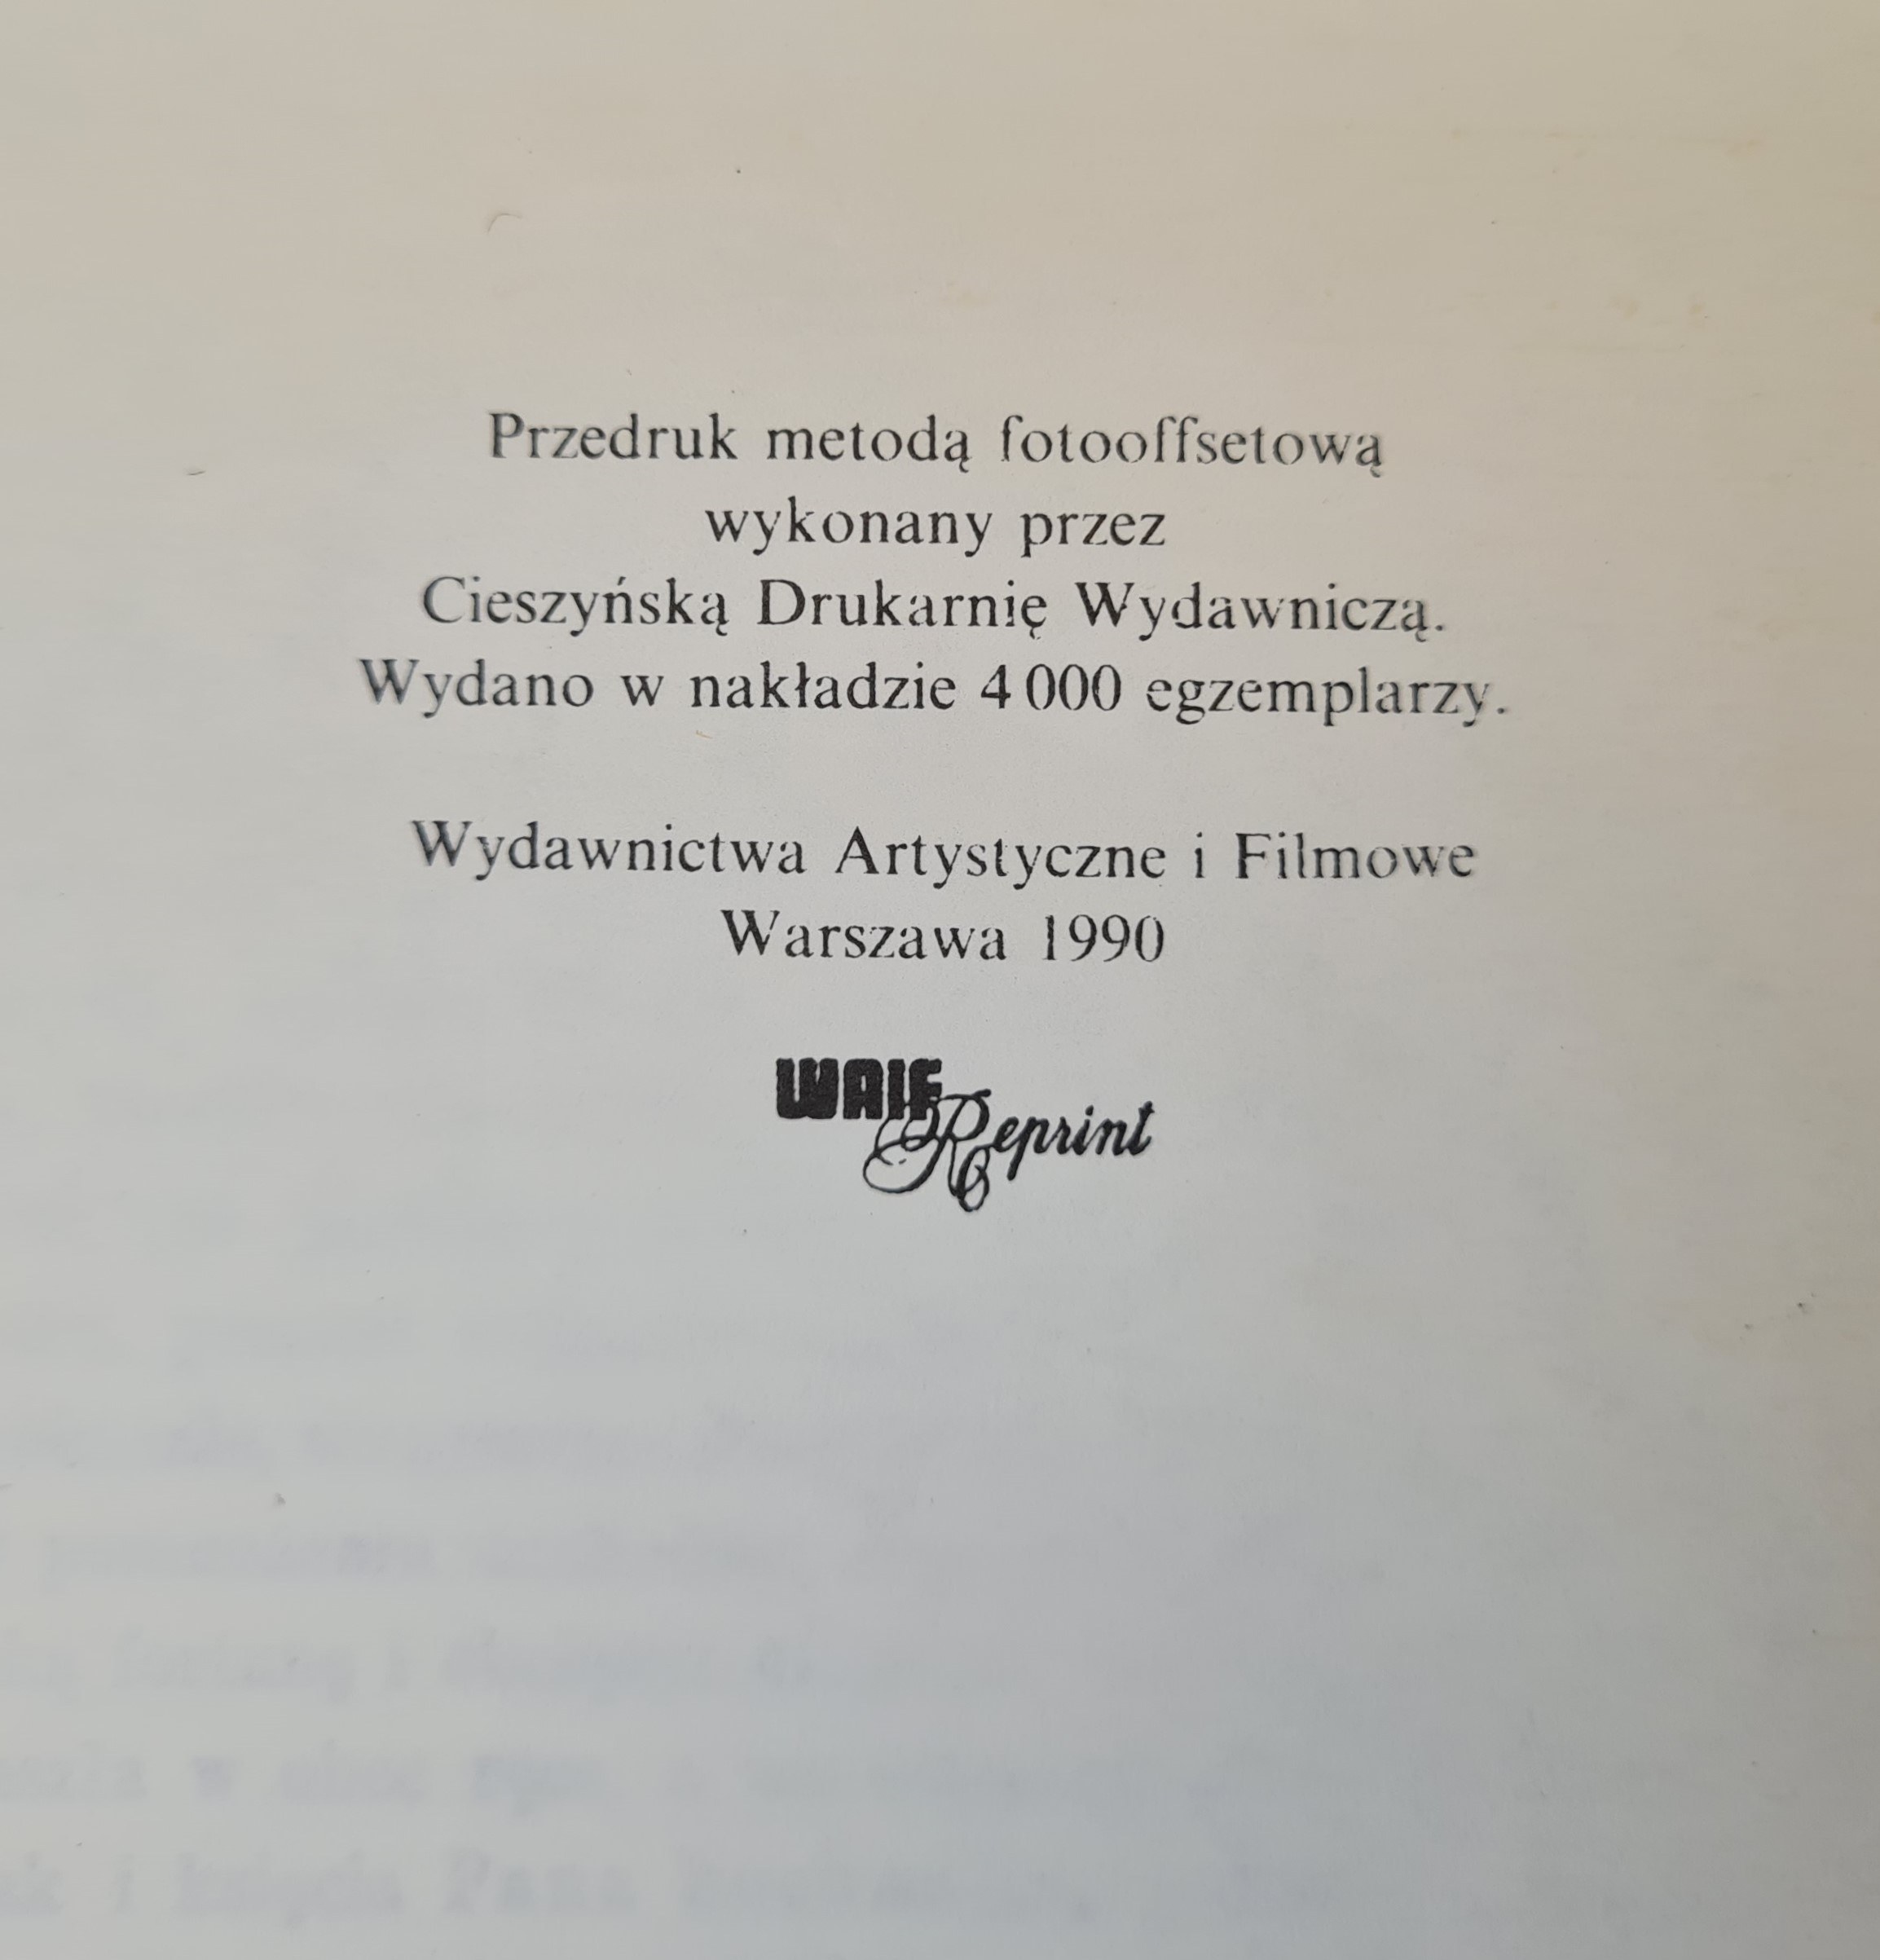 Przedruk metodą fotooffsetową
wykonany przez
Cieszyńską Drukarnię Wydawniczą.
Wydano w nakładzie 4 000 egzemplarzy.
Wydawnictwa Artystyczne i Filmowe
Warszawa 1990
WAIF
Reprint